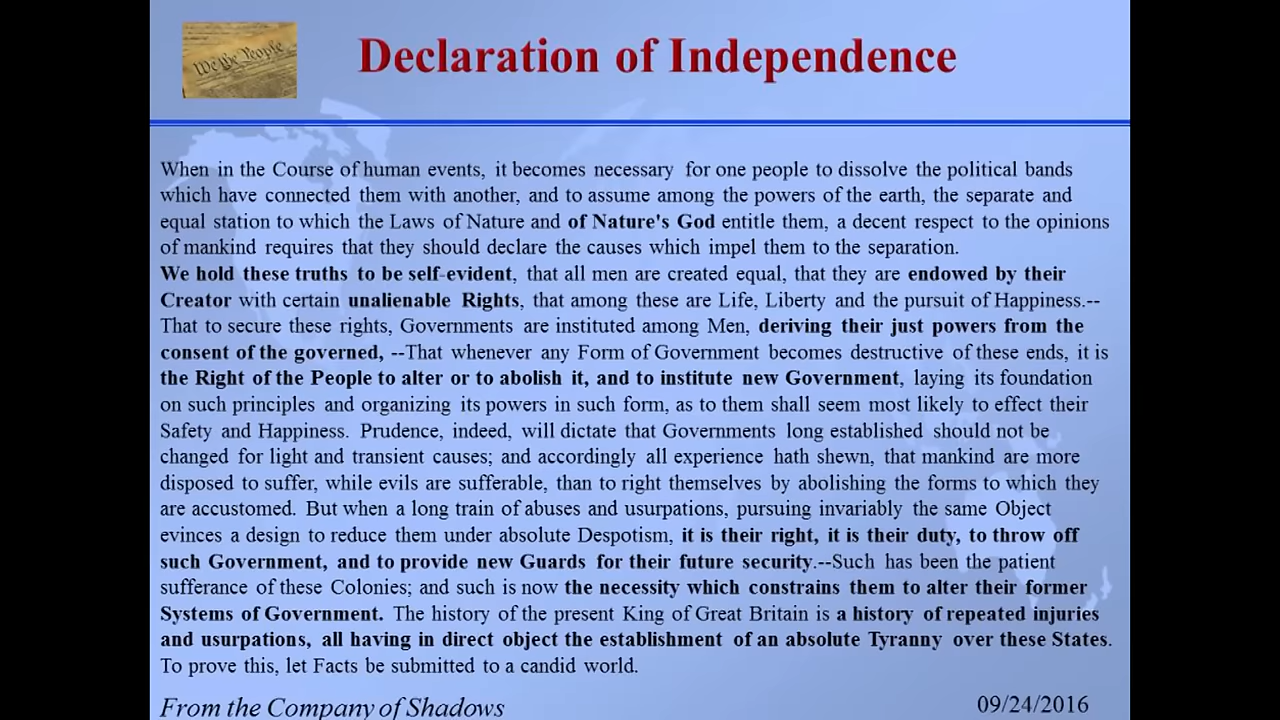 We the People
Declaration of Independence
When in the Course of human events, it becomes necessary for one people to dissolve the political bands
which have connected them with another, and to assume among the powers of the earth, the separate and
equal station to which the Laws of Nature and of Nature's God entitle them, a decent respect to the opinions
of mankind requires that they should declare the causes which impel them to the separation.
We hold these truths to be self-evident, that all men are created equal, that they are endowed by their
Creator with certain unalienable Rights, that among these are Life, Liberty and the pursuit of Happiness.--
That to secure these rights, Governments are instituted among Men, deriving their just powers from the
consent of the governed, --That whenever any Form of Government becomes destructive of these ends, it is
the Right of the People to alter or to abolish it, and to institute new Government, laying its foundation
on such principles and organizing its powers in such form, as to them shall seem most likely to effect their
Safety and Happiness. Prudence, indeed, will dictate that Governments long established should not be
changed for light and transient causes; and accordingly all experience hath shewn, that mankind are more
disposed to suffer, while evils are sufferable, than to right themselves by abolishing the forms to which they
are accustomed. But when a long train of abuses and usurpations, pursuing invariably the same Object
evinces a design to reduce them under absolute Despotism, it is their right, it is their duty, to throw off
such Government, and to provide new Guards for their future security.--Such has been the patient
sufferance of these Colonies; and such is now the necessity which constrains them to alter their former
Systems of Government. The history of the present King of Great Britain is a history of repeated injuries
and usurpations, all having in direct object the establishment of an absolute Tyranny over these States.
To prove this, let Facts be submitted to a candid world.
From the Company of Shadows
09/24/2016